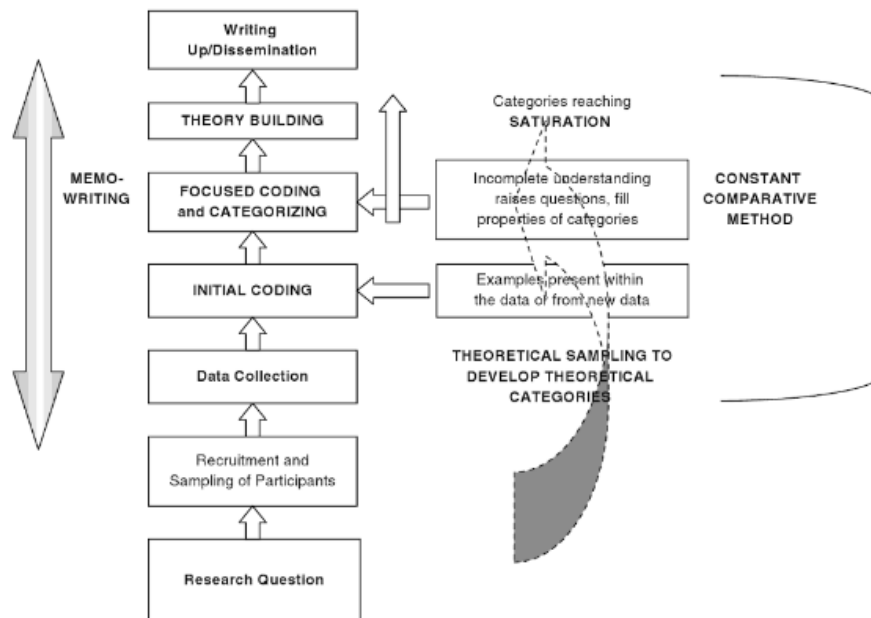 Writing
Up/Dissemination
THEORY BUILDING
Categories reaching
SATURATION
MEMO-
WRITING
FOCUSED CODING
and CATEGORIZING
Incomplete understanding
raises questions, fill
properties of categories
CONSTANT
COMPARATIVE
METHOD
INITIAL CODING
Examples present within
the data or from new data
Data Collection
THEORETICAL SAMPLING TO
DEVELOP THEORETICAL
CATEGORIES
Recruitment and
Sampling of Participants
Research Question